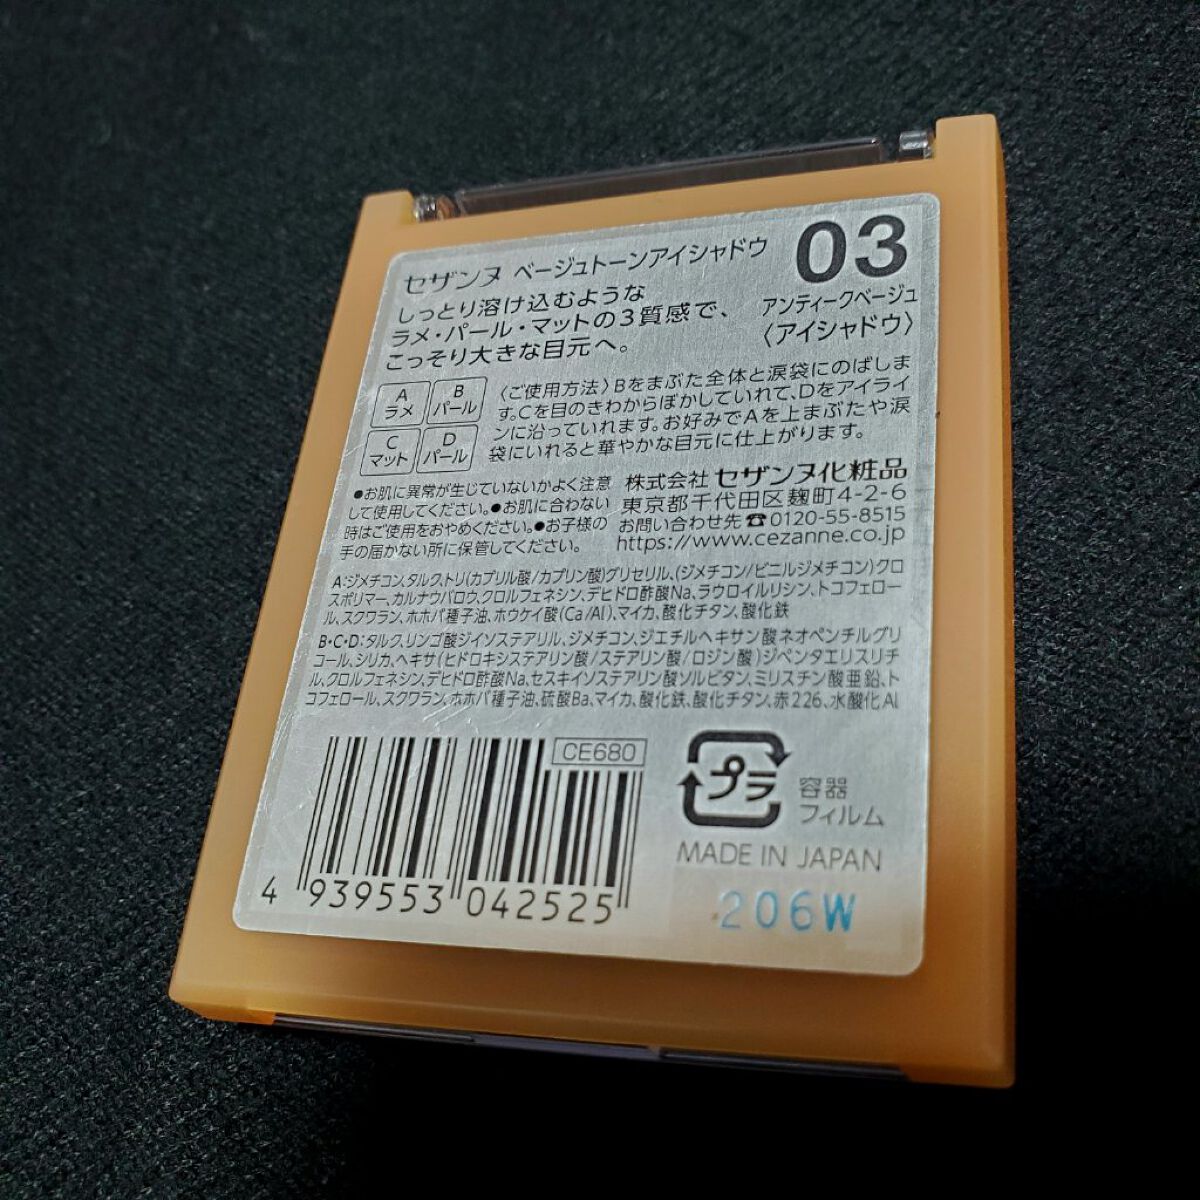 セザンヌ ベージュトーンアイシャドウ
03
アンティークベージュ
〈アイシャドウ〉
しっとり溶け込むような
ラメ・パール・マットの3質感で、
こっそり大きな目元へ。
A
ラメ
B
パール
C
マット
D
パール
〈ご使用方法〉Bをまぶた全体と涙袋にのばしま
す。Cを目のきわからぼかしていれて、Dをアイライ
ンに沿っていれます。お好みでAを上まぶたや涙
袋にいれると華やかな目元に仕上がります。
●お肌に異常が生じていないかよく注意
して使用してください。●お肌に合わない
時はご使用をおやめください。●お子様の
手の届かない所に保管してください。
株式会社 セザンヌ化粧品
東京都千代田区麹町4-2-6
お問い合わせ先☎0120-55-8515
https://www.cezanne.co.jp
A:ジメチコン、タルク、トリ(カプリル酸/カプリン酸)グリセリル、(ジメチコン/ビニルジメチコン)クロ
スポリマー、カルナウバロウ、クロルフェネシン、デヒドロ酢酸Na、ラウロイルリシン、トコフェロー
ル、スクワラン、ホホバ種子油、ホウケイ酸(Ca/Al)、マイカ、酸化チタン、酸化鉄
B・C・D:タルク、リンゴ酸ジイソステアリル、ジメチコン、ジエチルヘキサン酸ネオペンチルグリ
コール、シリカ、ヘキサ(ヒドロキシステアリン酸/ステアリン酸/ロジン酸)ジペンタエリスリチ
ル、クロルフェネシン、デヒドロ酢酸Na、セスキイソステアリン酸ソルビタン、ミリスチン酸亜鉛、ト
コフェロール、スクワラン、ホホバ種子油、硫酸Ba、マイカ、酸化鉄、酸化チタン、赤226、水酸化Al
CE680
4 939553 042525
プラ
容器
フィルム
MADE IN JAPAN
206W